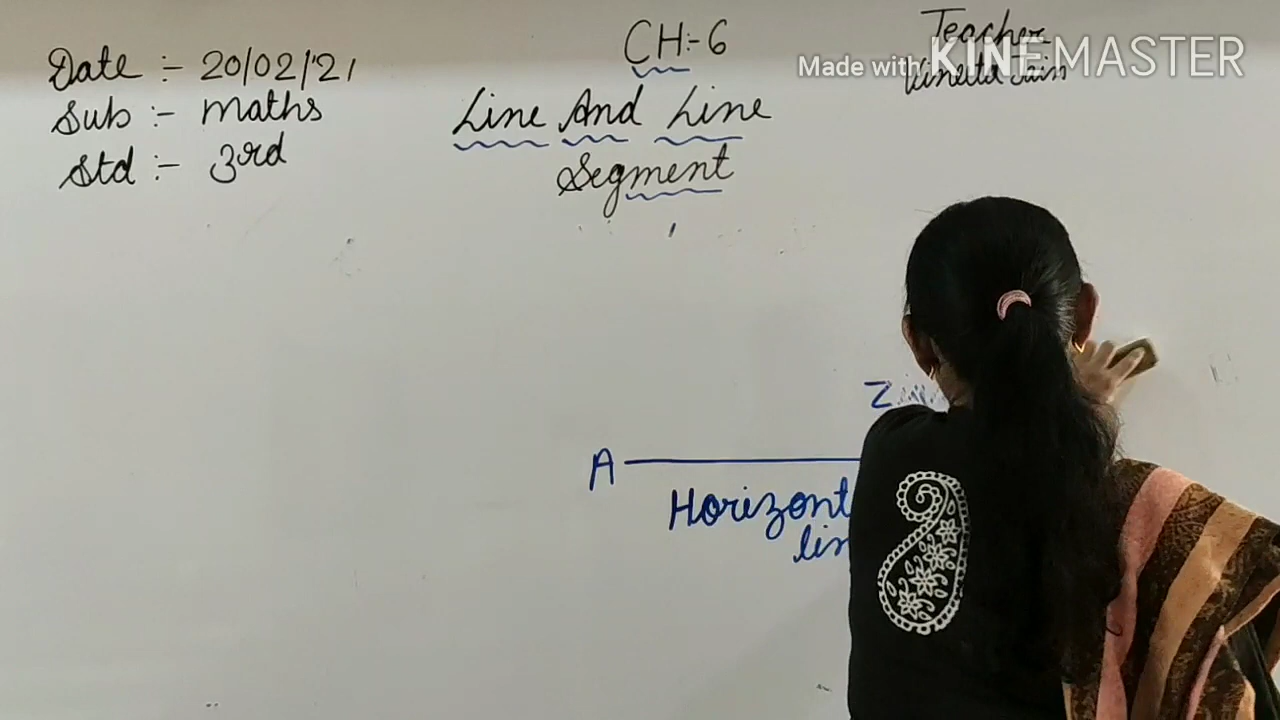 Date :- 20/02/'21
Sub :- maths
Std :- 3rd
CH:- 6
Line And Line
Segment
Teacher
Made with KINEMASTER
Jain
Z
A
Horizont
lin